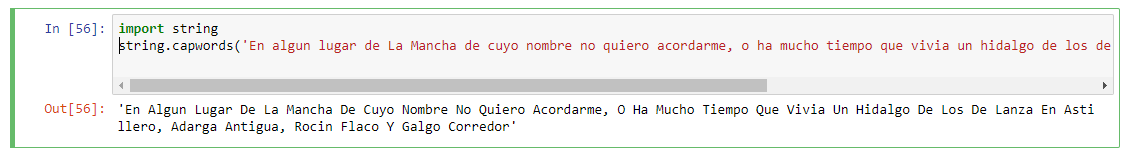 In [56]: import string
string.capwords('En algun lugar de La Mancha de cuyo nombre no quiero acordarme, o ha mucho tiempo que vivia un hidalgo de los de
Out[56]: 'En Algun Lugar De La Mancha De Cuyo Nombre No Quiero Acordarme, O Ha Mucho Tiempo Que Vivia Un Hidalgo De Los De Lanza En Asti
llero, Adarga Antigua, Rocin Flaco Y Galgo Corredor'